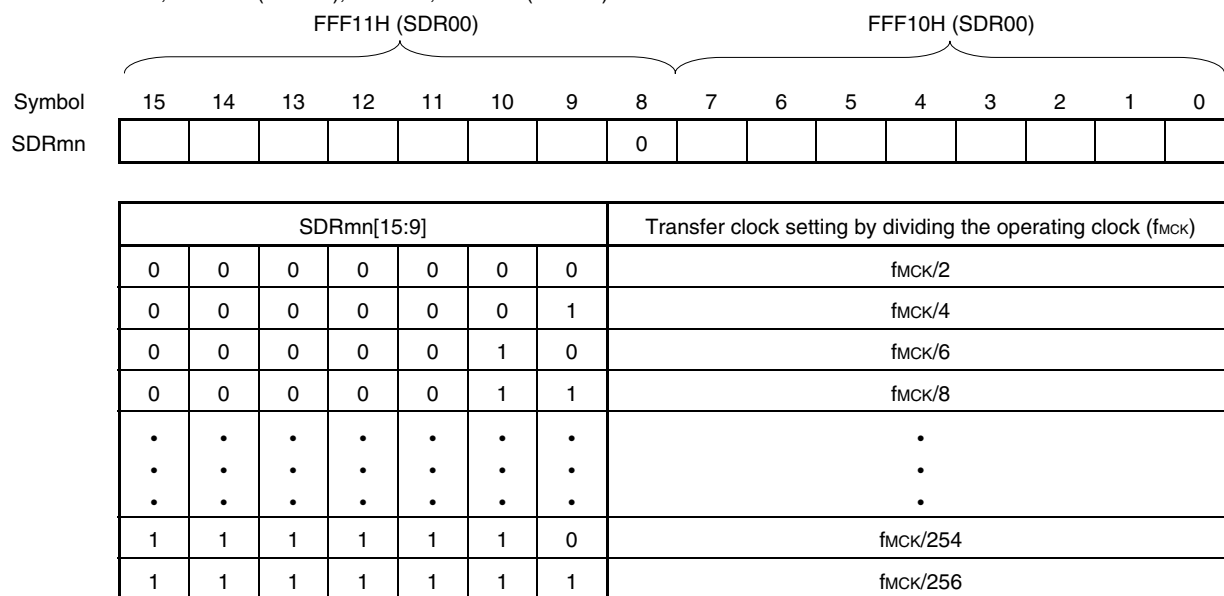 FFF11H (SDR00) FFF10H (SDR00)
Symbol 15 14 13 12 11 10 9 8 7 6 5 4 3 2 1 0
SDRmn 0
SDRmn[15:9] Transfer clock setting by dividing the operating clock (fMCK)
0 0 0 0 0 0 0 fMCK/2
0 0 0 0 0 0 1 fMCK/4
0 0 0 0 0 1 0 fMCK/6
0 0 0 0 0 1 1 fMCK/8
• • • • • • • •
• • • • • • • •
• • • • • • • •
1 1 1 1 1 1 0 fMCK/254
1 1 1 1 1 1 1 fMCK/256